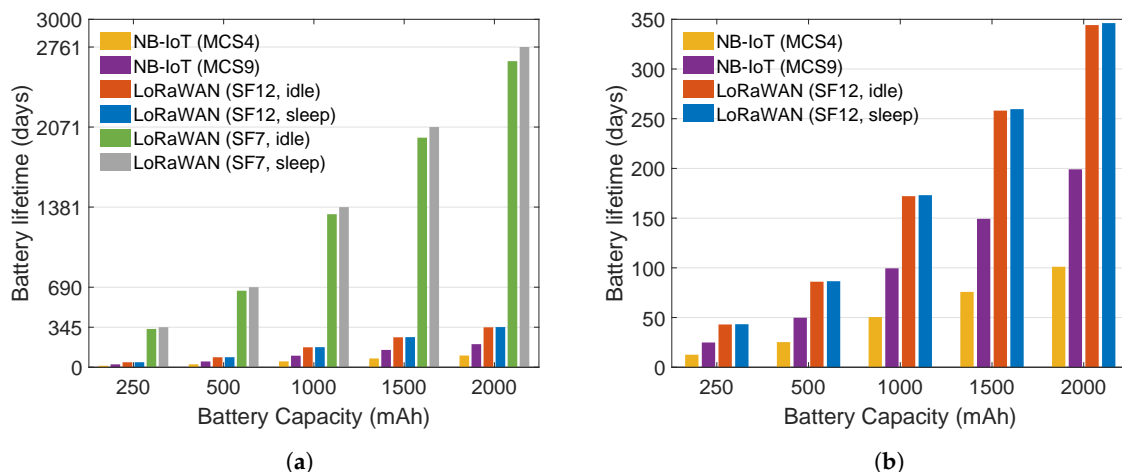 3000
2761
2071
1381
690
345
0
Battery lifetime (days)
NB-IoT (MCS4)
NB-IoT (MCS9)
LoRaWAN (SF12, idle)
LoRaWAN (SF12, sleep)
LoRaWAN (SF7, idle)
LoRaWAN (SF7, sleep)
250 500 1000 1500 2000
Battery Capacity (mAh)
(a)
350
300
250
200
150
100
50
0
Battery lifetime (days)
NB-IoT (MCS4)
NB-IoT (MCS9)
LoRaWAN (SF12, idle)
LoRaWAN (SF12, sleep)
250 500 1000 1500 2000
Battery Capacity (mAh)
(b)